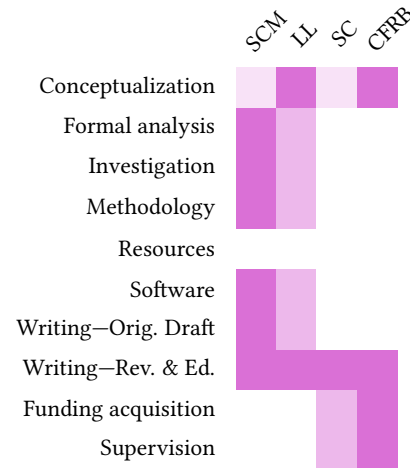 SCM LL SC CFRB
Conceptualization
Formal analysis
Investigation
Methodology
Resources
Software
Writing—Orig. Draft
Writing—Rev. & Ed.
Funding acquisition
Supervision